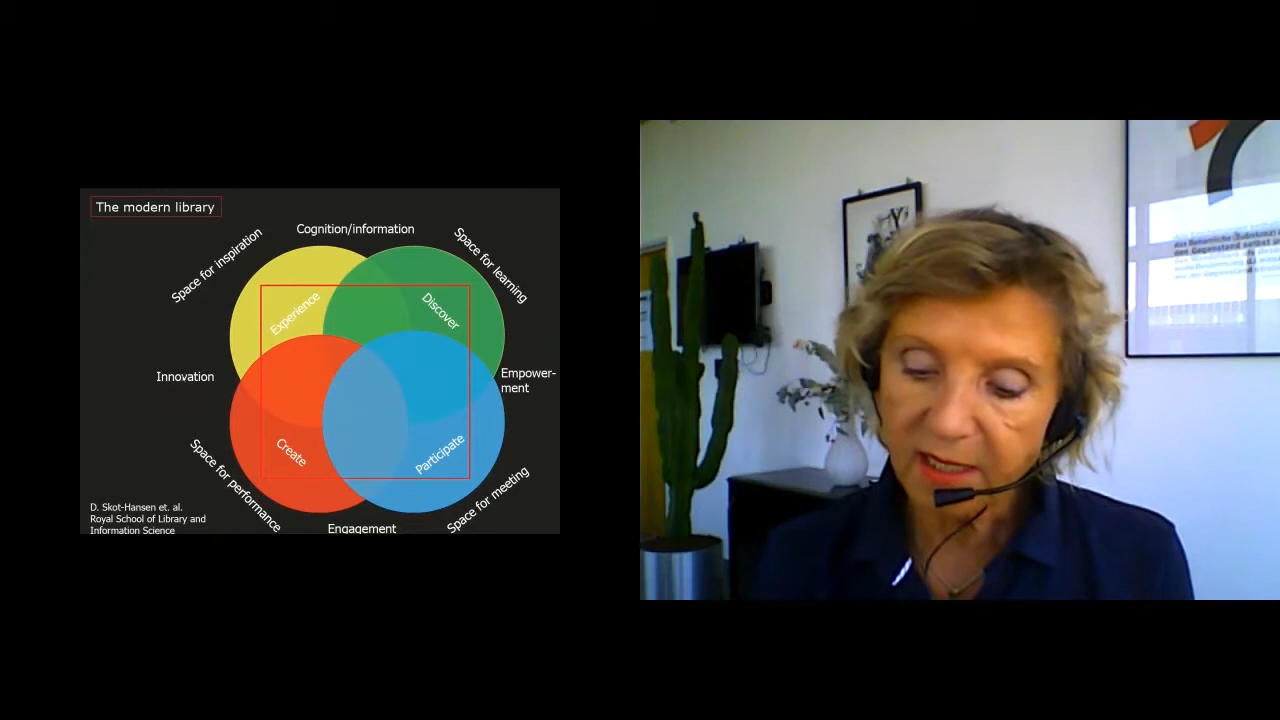 The modern library
Cognition/information
Space for inspiration
Space for learning
Experience
Discover
Innovation
Empower-
ment
Create
Participate
Space for performance
Space for meeting
D. Skot-Hansen et. al.
Royal School of Library and
Information Science
Engagement